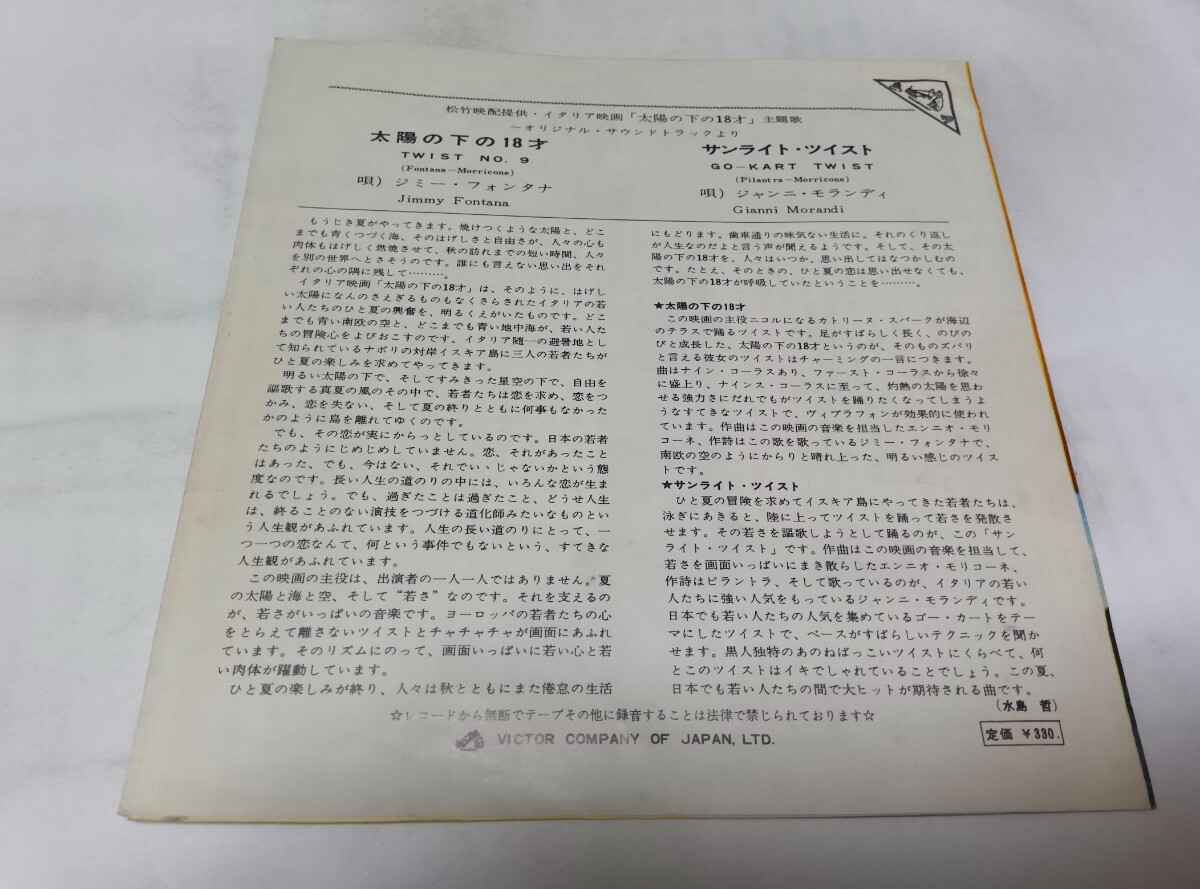 松竹映配提供・イタリア映画「太陽の下の18才」主題歌
〜オリジナル・サウンドトラックより
太陽の下の18才
TWIST NO. 9
(Fontana—Morricone)
唄) ジミー・フォンタナ
Jimmy Fontana
サンライト・ツイスト
GO—KART TWIST
(Pilantra—Morricone)
唄) ジャンニ・モランディ
Gianni Morandi
もうじき夏がやってきます。焼けつくような太陽と、どこ
までも青くつづく海、そのはげしさと自由さが、人々の心も
肉体もはげしく燃焼させて、秋の訪れまでの短い時間、人々
を別の世界へとさそうのです。誰にも言えない思い出をそれ
ぞれの心の隅に残して………。
イタリア映画「太陽の下の18才」は、そのように、はげし
い太陽になんのさえぎるものもなくさらされたイタリアの若
い人たちのひと夏の興奮を、明るくえがいたものです。どこ
までも青い南欧の空と、どこまでも青い地中海が、若い人た
ちの冒険心をよびおこすのです。イタリア随一の避暑地とし
て知られているナポリの対岸イスキア島に三人の若者たちが
ひと夏の楽しみを求めてやってきます。
明るい太陽の下で、そしてすみきった星空の下で、自由を
謳歌する真夏の風のその中で、若者たちは恋を求め、恋をつ
かみ、恋を失ない、そして夏の終りとともに何事もなかった
かのように島を離れてゆくのです。
でも、その恋が実にからっとしているのです。日本の若者
たちのようにじめじめしていません。恋、それがあったこと
はあった、でも、今はない、それでいゝじゃないかという態
度なのです。長い人生の道のりの中には、いろんな恋が生ま
れるでしょう。でも、過ぎたことは過ぎたこと、どうせ人生
は、終ることのない演技をつづける道化師みたいなものとい
う人生観があふれています。人生の長い道のりにとって、一
つ一つの恋なんて、何という事件でもないという、すてきな
人生観があふれています。
この映画の主役は、出演者の一人一人ではありません。夏
の太陽と海と空、そして“若さ”なのです。それを支えるの
が、若さがいっぱいの音楽です。ヨーロッパの若者たちの心
をとらえて離さないツイストとチャチャチャが画面にあふれ
ています。そのリズムにのって、画面いっぱいに若い心と若
い肉体が躍動しています。
ひと夏の楽しみが終り、人々は秋とともにまた倦怠の生活
にもどります。歯車通りの味気ない生活に。それのくり返し
が人生なのだよと言う声が聞えるようです。そして、その太
陽の下の18才を、人々はいつか、思い出してはなつかしむの
です。たとえ、そのときの、ひと夏の恋は思い出せなくても、
太陽の下の18才が呼吸していたということを………。
★太陽の下の18才
この映画の主役ニコルになるカトリーヌ・スパークが海辺
のテラスで踊るツイストです。足がすばらしく長く、のびの
びと成長した、太陽の下の18才というのが、そのものズバリ
と言える彼女のツイストはチャーミングの一言につきます。
曲はナイン・コーラスあり、ファースト・コーラスから徐々
に盛上り、ナインス・コーラスに至って、灼熱の太陽を思わ
せる強力さにだれでもがツイストを踊りたくなってしまうよ
うなすてきなツイストで、ヴィブラフォンが効果的に使われ
ています。作曲はこの映画の音楽を担当したエンニオ・モリ
コーネ、作詩はこの歌を歌っているジミー・フォンタナで、
南欧の空のようにからりと晴れ上った、明るい感じのツイス
トです。
★サンライト・ツイスト
ひと夏の冒険を求めてイスキア島にやってきた若者たちは、
泳ぎにあきると、陸に上ってツイストを踊って若さを発散さ
せます。その若さを謳歌しようとして踊るのが、この「サン
ライト・ツイスト」です。作曲はこの映画の音楽を担当して、
若さを画面いっぱいにまき散らしたエンニオ・モリコーネ、
作詩はピラントラ、そして歌っているのが、イタリアの若い
人たちに強い人気をもっているジャンニ・モランディです。
日本でも若い人たちの人気を集めているゴー・カートをテー
マにしたツイストで、ベースがすばらしいテクニックを聞か
せます。黒人独特のあのねばっこいツイストにくらべて、何
とこのツイストはイキでしゃれていることでしょう。この夏、
日本でも若い人たちの間で大ヒットが期待される曲です。
(水島 哲)
☆レコードから無断でテープその他に録音することは法律で禁じられております☆
VICTOR COMPANY OF JAPAN, LTD.
定価 ¥330.